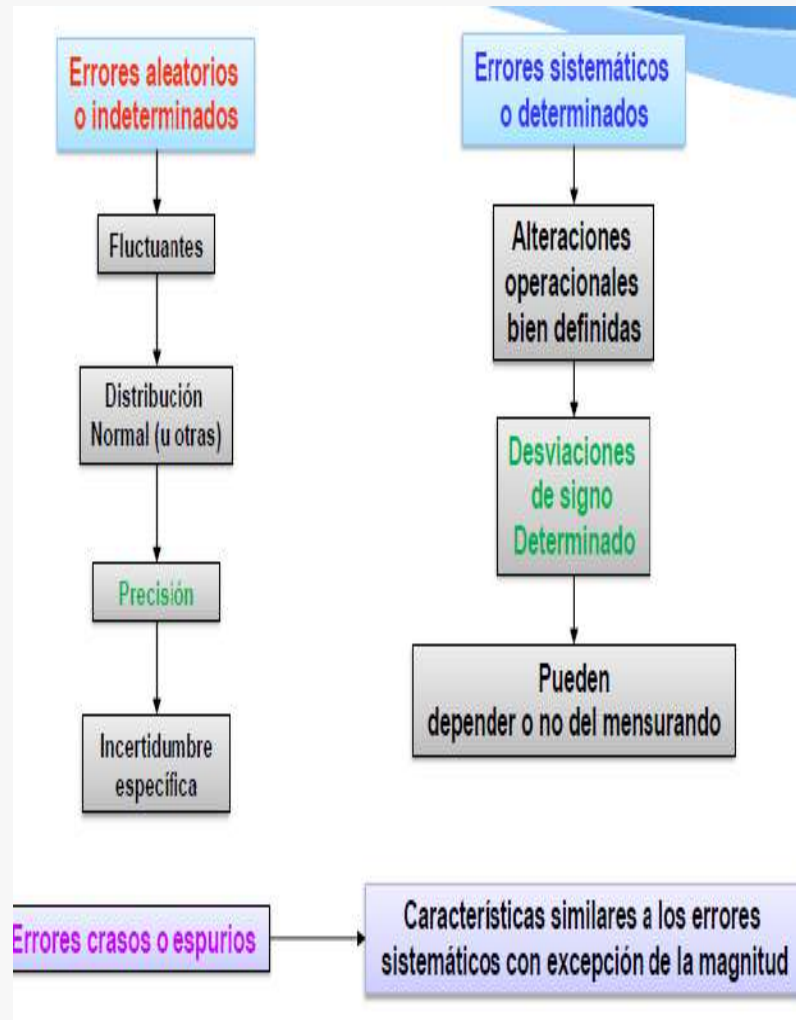 Errores aleatorios
o indeterminados
Fluctuantes
Distribución
Normal (u otras)
Precisión
Incertidumbre
específica
Errores sistemáticos
o determinados
Alteraciones
operacionales
bien definidas
Desviaciones
de signo
Determinado
Pueden
depender o no del mensurando
Errores crasos o espurios
Características similares a los errores
sistemáticos con excepción de la magnitud